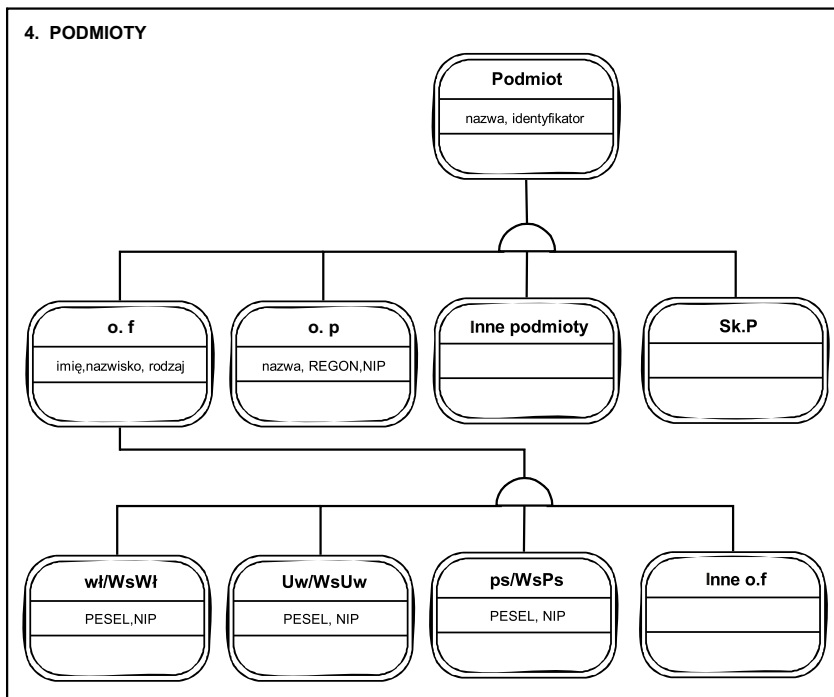 4. PODMIOTY
Podmiot
nazwa, identyfikator
o. f
imię,nazwisko, rodzaj
o. p
nazwa, REGON,NIP
Inne podmioty
Sk.P
wł/WsWł
PESEL,NIP
Uw/WsUw
PESEL, NIP
ps/WsPs
PESEL, NIP
Inne o.f